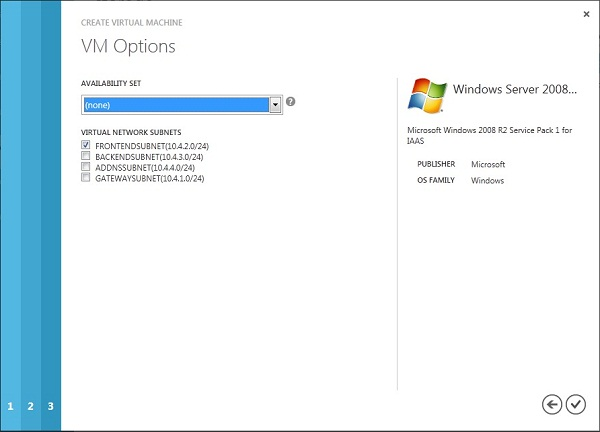 CREATE VIRTUAL MACHINE
VM Options
AVAILABILITY SET
(none)
?
VIRTUAL NETWORK SUBNETS
FRONTENDSUBNET(10.4.2.0/24)
BACKENDSUBNET(10.4.3.0/24)
ADDNSSUBNET(10.4.4.0/24)
GATEWAYSUBNET(10.4.1.0/24)
Windows Server 2008...
Microsoft Windows 2008 R2 Service Pack 1 for
IAAS
PUBLISHER Microsoft
OS FAMILY Windows
1 2 3